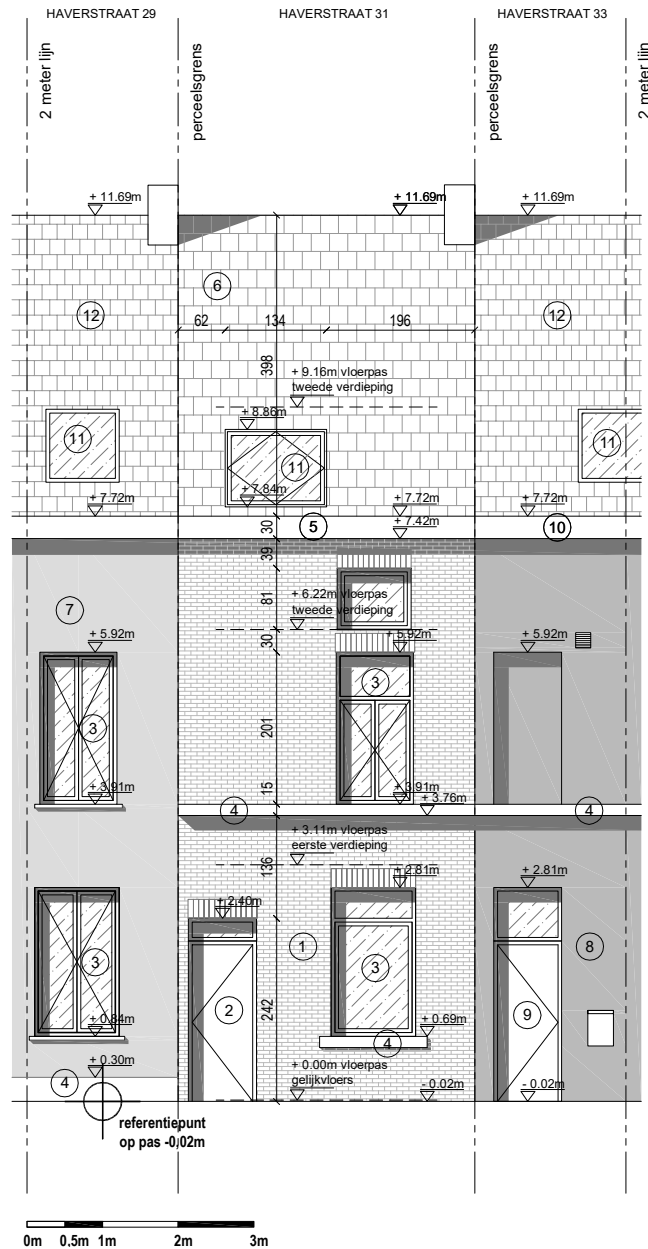 HAVERSTRAAT 29
HAVERSTRAAT 31
HAVERSTRAAT 33
2 meter lijn
perceelsgrens
perceelsgrens
2 meter lijn
+ 11.69m
+ 11.69m
+ 11.69m
6
12
62
134
196
12
398
+ 9.16m vloerpas
tweede verdieping
+ 8.86m
11
11
11
+ 7.84m
+ 7.72m
+ 7.72m
+ 7.72m
30
5
+ 7.42m
10
39
+ 6.22m vloerpas
tweede verdieping
81
7
+ 5.92m
30
+ 5.92m
+ 5.92m
3
3
201
+ 3.91m
15
+ 3.91m
+ 3.76m
4
4
+ 3.11m vloerpas
eerste verdieping
136
+ 2.81m
+ 2.81m
+ 2.40m
1
8
3
3
2
242
9
+ 0.84m
+ 0.69m
4
+ 0.30m
+ 0.00m vloerpas
gelijkvloers
4
- 0.02m
- 0.02m
referentiepunt
op pas -0,02m
0m
0,5m
1m
2m
3m